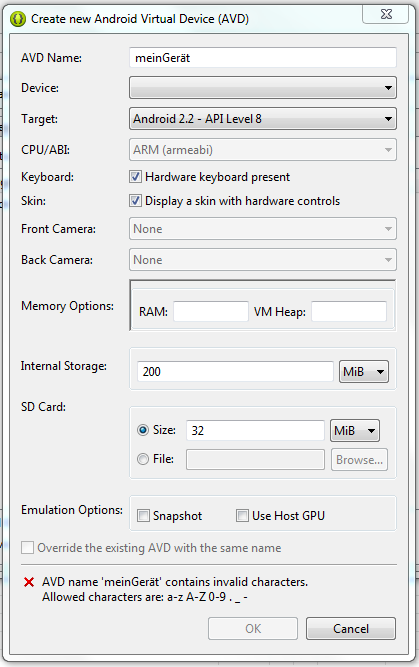 Create new Android Virtual Device (AVD)
AVD Name: meinGerät
Device:
Target: Android 2.2 - API Level 8
CPU/ABI: ARM (armeabi)
Keyboard: Hardware keyboard present
Skin: Display a skin with hardware controls
Front Camera: None
Back Camera: None
Memory Options: RAM: VM Heap:
Internal Storage: 200 MiB
SD Card:
Size: 32 MiB
File: Browse...
Emulation Options: Snapshot Use Host GPU
Override the existing AVD with the same name
AVD name 'meinGerät' contains invalid characters.
Allowed characters are: a-z A-Z 0-9 . _ -
OK Cancel